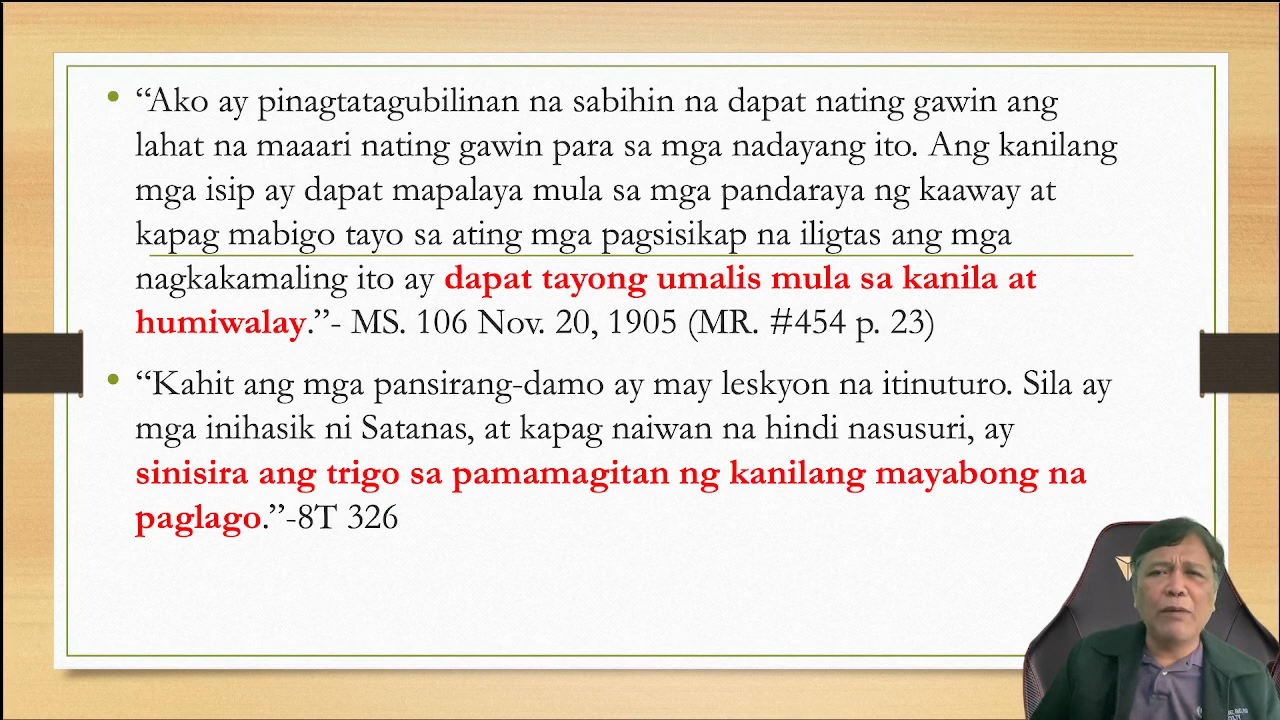 • “Ako ay pinagtatagubilinan na sabihin na dapat nating gawin ang
lahat na maaari nating gawin para sa mga nadayang ito. Ang kanilang
mga isip ay dapat mapalaya mula sa mga pandaraya ng kaaway at
kapag mabigo tayo sa ating mga pagsisikap na iligtas ang mga
nagkakamaling ito ay dapat tayong umalis mula sa kanila at
humiwalay.”- MS. 106 Nov. 20, 1905 (MR. #454 p. 23)
• “Kahit ang mga pansirang-damo ay may leskyon na itinuturo. Sila ay
mga inihasik ni Satanas, at kapag naiwan na hindi nasusuri, ay
sinisira ang trigo sa pamamagitan ng kanilang mayabong na
paglago.”-8T 326